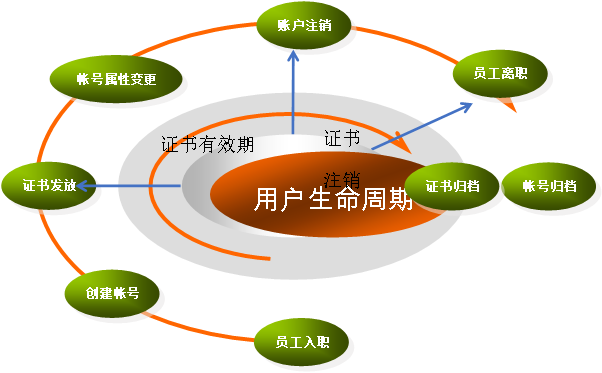 账户注销
员工离职
帐号属性变更
证书有效期
证书
注销
证书发放
用户生命周期
证书归档
帐号归档
创建帐号
员工入职